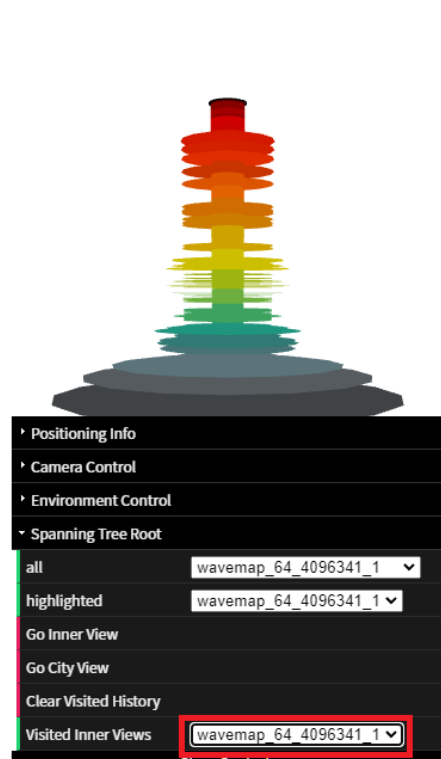 Positioning Info
Camera Control
Environment Control
Spanning Tree Root
all wavemap_64_4096341_1
highlighted wavemap_64_4096341_1
Go Inner View
Go City View
Clear Visited History
Visited Inner Views wavemap_64_4096341_1